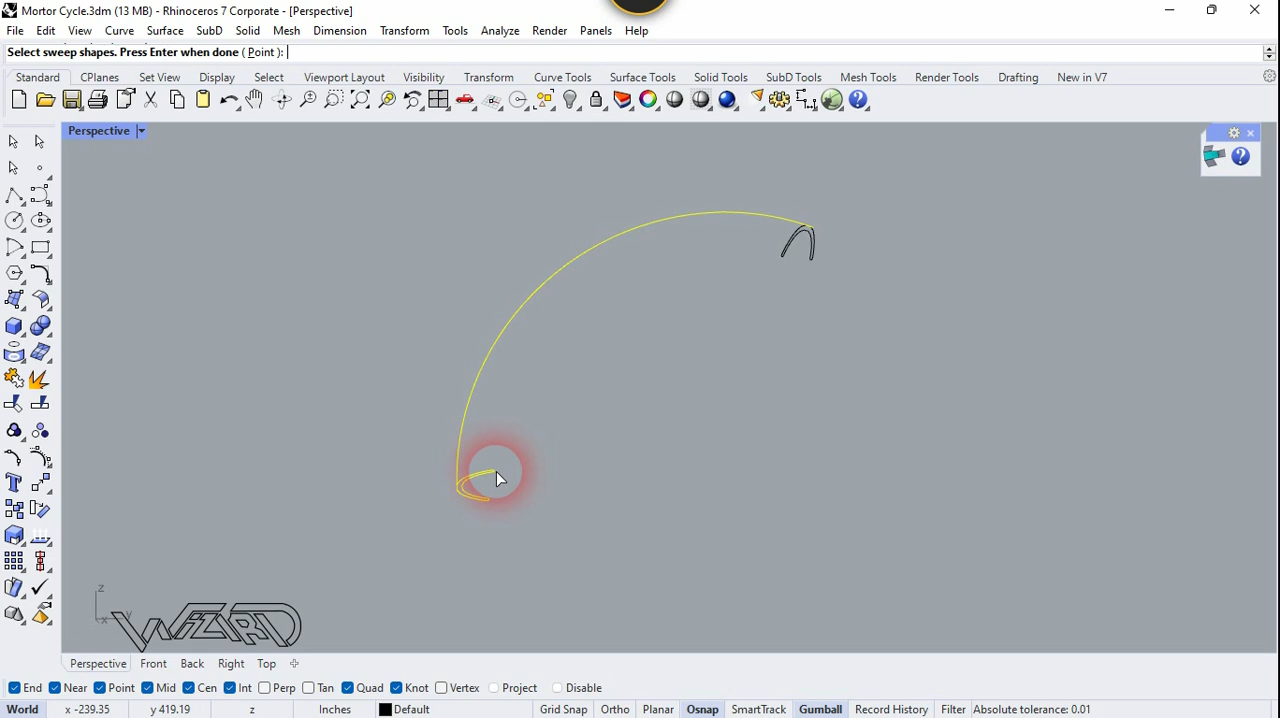 Mortor Cycle.3dm (13 MB) - Rhinoceros 7 Corporate - [Perspective]
File Edit View Curve Surface SubD Solid Mesh Dimension Transform Tools Analyze Render Panels Help
Select sweep shapes. Press Enter when done ( Point ):
Standard CPlanes Set View Display Select Viewport Layout Visibility Transform Curve Tools Surface Tools Solid Tools SubD Tools Mesh Tools Render Tools Drafting New in V7
Perspective
z
x y
WIZARD
Perspective Front Back Right Top
End Near Point Mid Cen Int Perp Tan Quad Knot Vertex Project Disable
World x -239.35 y 419.19 z Inches Default Grid Snap Ortho Planar Osnap SmartTrack Gumball Record History Filter Absolute tolerance: 0.01